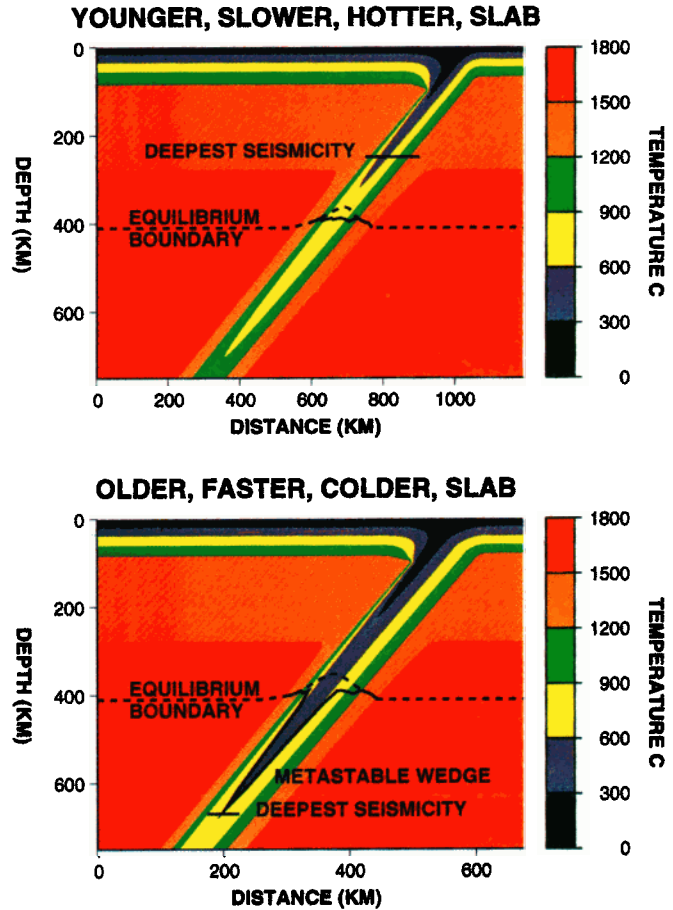 YOUNGER, SLOWER, HOTTER, SLAB
0
200
400
600
DEPTH (KM)
DEEPEST SEISMICITY
EQUILIBRIUM
BOUNDARY
0
200
400
600
800
1000
DISTANCE (KM)
1800
1500
1200
900
600
300
0
TEMPERATURE C
OLDER, FASTER, COLDER, SLAB
0
200
400
600
DEPTH (KM)
EQUILIBRIUM
BOUNDARY
METASTABLE WEDGE
DEEPEST SEISMICITY
0
200
400
600
DISTANCE (KM)
1800
1500
1200
900
600
300
0
TEMPERATURE C